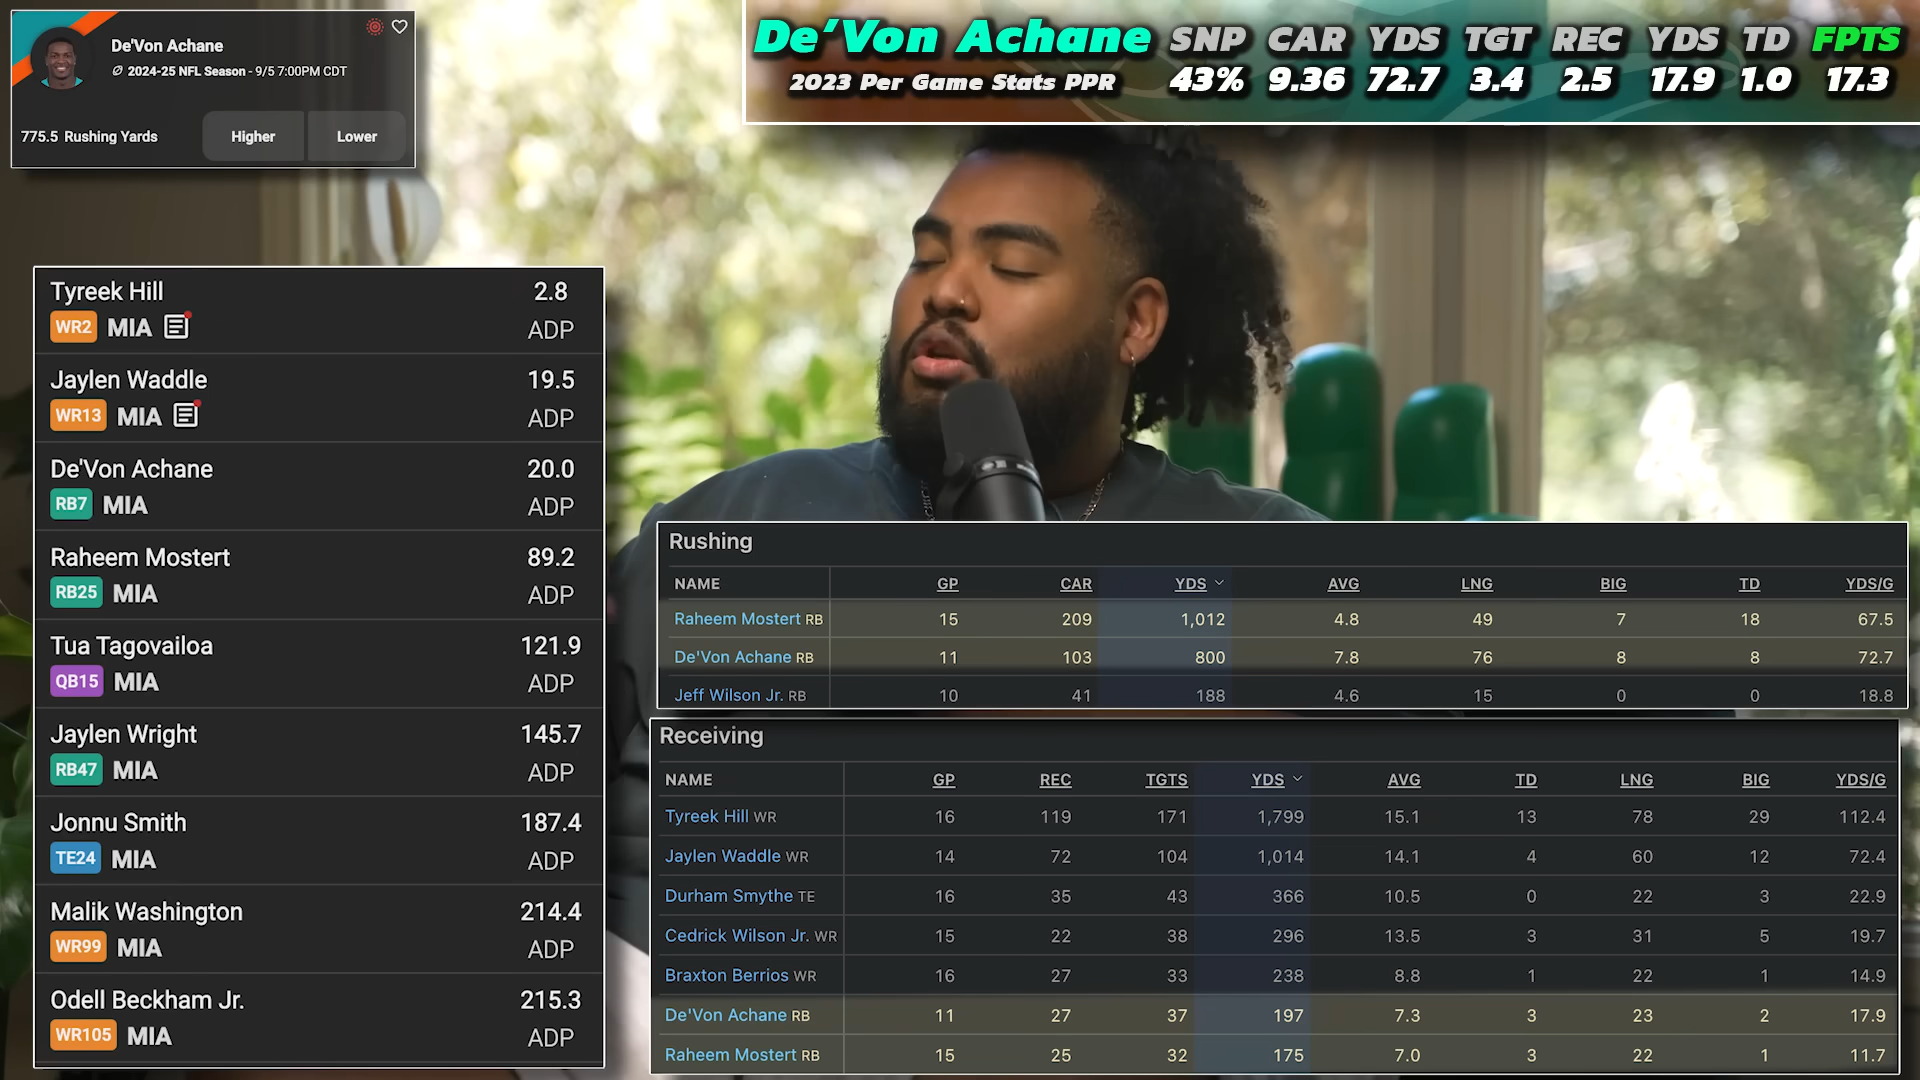 De'Von Achane
2024-25 NFL Season - 9/5 7:00PM CDT
775.5 Rushing Yards Higher Lower
De'Von Achane SNP CAR YDS TGT REC YDS TD FPTS
2023 Per Game Stats PPR 43% 9.36 72.7 3.4 2.5 17.9 1.0 17.3
Tyreek Hill 2.8
WR2 MIA ADP
Jaylen Waddle 19.5
WR13 MIA ADP
De'Von Achane 20.0
RB7 MIA ADP
Raheem Mostert 89.2
RB25 MIA ADP
Tua Tagovailoa 121.9
QB15 MIA ADP
Jaylen Wright 145.7
RB47 MIA ADP
Jonnu Smith 187.4
TE24 MIA ADP
Malik Washington 214.4
WR99 MIA ADP
Odell Beckham Jr. 215.3
WR105 MIA ADP
Rushing
NAME GP CAR YDS AVG LNG BIG TD YDS/G
Raheem Mostert RB 15 209 1,012 4.8 49 7 18 67.5
De'Von Achane RB 11 103 800 7.8 76 8 8 72.7
Jeff Wilson Jr. RB 10 41 188 4.6 15 0 0 18.8
Receiving
NAME GP REC TGTS YDS AVG TD LNG BIG YDS/G
Tyreek Hill WR 16 119 171 1,799 15.1 13 78 29 112.4
Jaylen Waddle WR 14 72 104 1,014 14.1 4 60 12 72.4
Durham Smythe TE 16 35 43 366 10.5 0 22 3 22.9
Cedrick Wilson Jr. WR 15 22 38 296 13.5 3 31 5 19.7
Braxton Berrios WR 16 27 33 238 8.8 1 22 1 14.9
De'Von Achane RB 11 27 37 197 7.3 3 23 2 17.9
Raheem Mostert RB 15 25 32 175 7.0 3 22 1 11.7